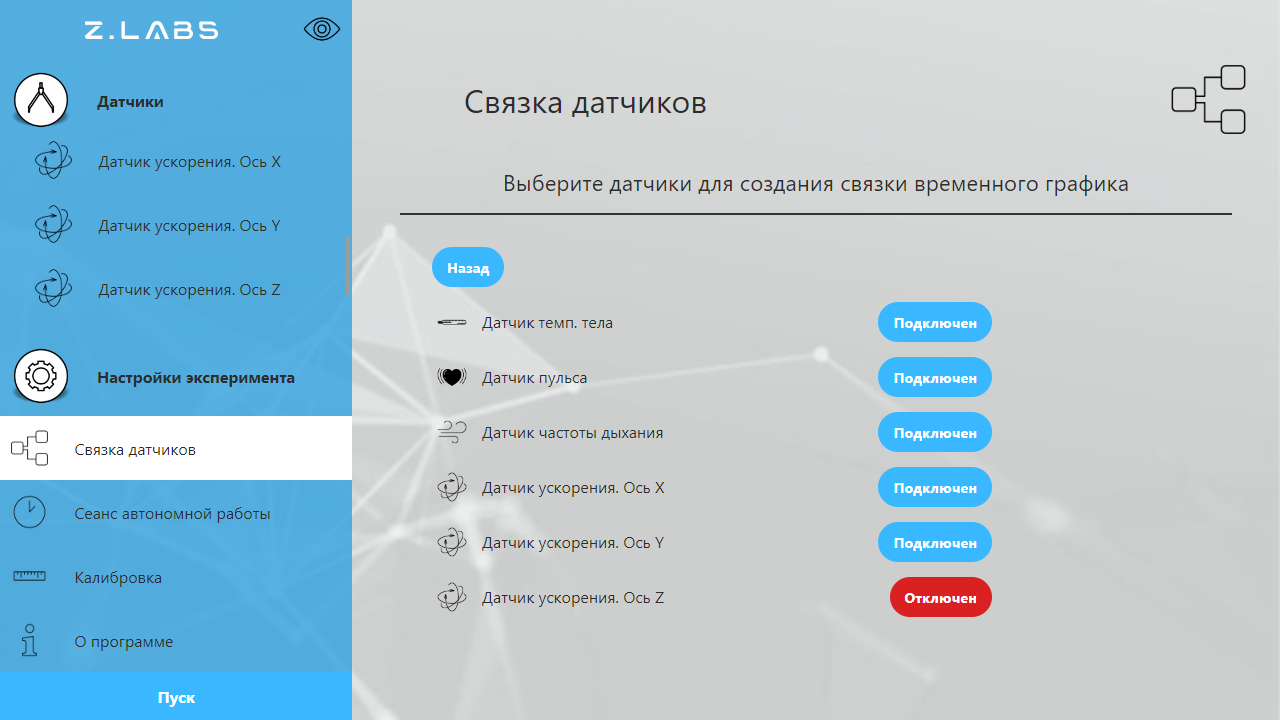 Z.LABS
Датчики
Датчик ускорения. Ось X
Датчик ускорения. Ось Y
Датчик ускорения. Ось Z
Настройки эксперимента
Связка датчиков
Сеанс автономной работы
Калибровка
О программе
Пуск
Связка датчиков
Выберите датчики для создания связки временного графика
Назад
Датчик темп. тела Подключен
Датчик пульса Подключен
Датчик частоты дыхания Подключен
Датчик ускорения. Ось X Подключен
Датчик ускорения. Ось Y Подключен
Датчик ускорения. Ось Z Отключен